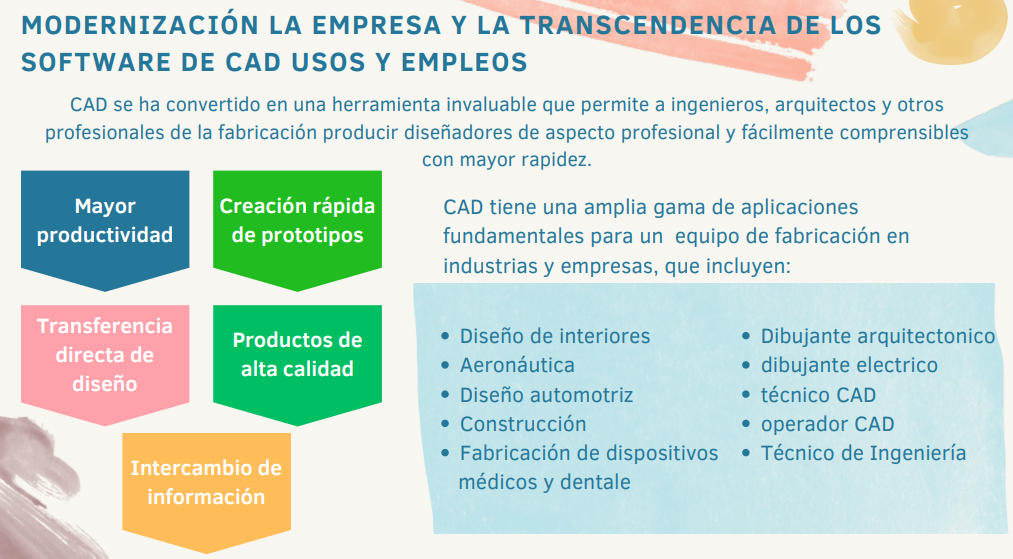 MODERNIZACIÓN LA EMPRESA Y LA TRANSCENDENCIA DE LOS
SOFTWARE DE CAD USOS Y EMPLEOS
CAD se ha convertido en una herramienta invaluable que permite a ingenieros, arquitectos y otros
profesionales de la fabricación producir diseñadores de aspecto profesional y fácilmente comprensibles
con mayor rapidez.
Mayor
productividad
Creación rápida
de prototipos
Transferencia
directa de
diseño
Productos de
alta calidad
Intercambio de
información
CAD tiene una amplia gama de aplicaciones
fundamentales para un equipo de fabricación en
industrias y empresas, que incluyen:
• Diseño de interiores
• Aeronáutica
• Diseño automotriz
• Construcción
• Fabricación de dispositivos
médicos y dentale
• Dibujante arquitectonico
• dibujante electrico
• técnico CAD
• operador CAD
• Técnico de Ingeniería